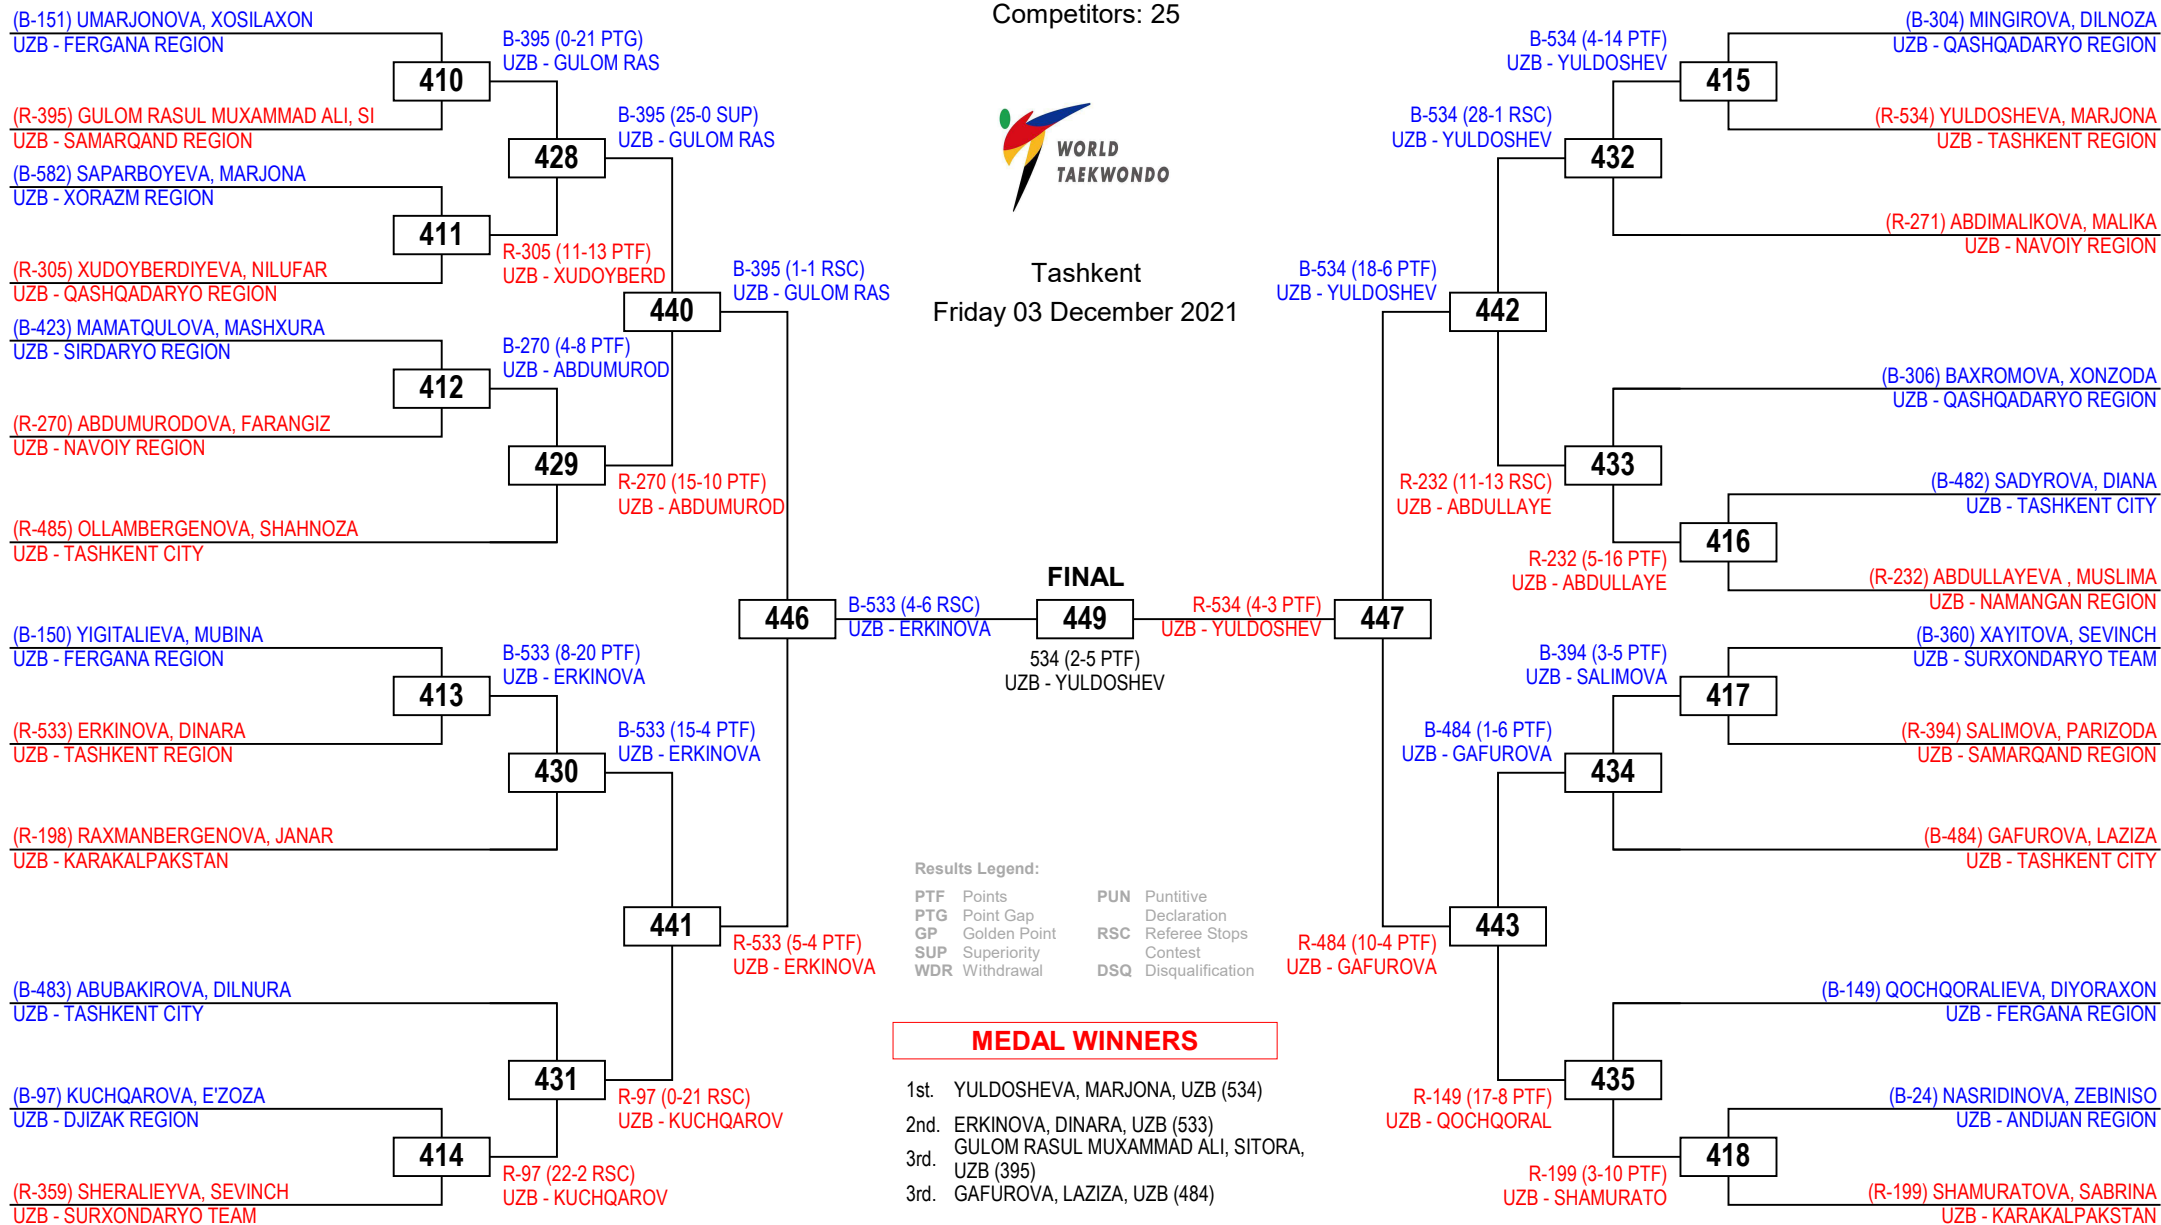 Competitors: 25
WORLD
TAEKWONDO
Tashkent
Friday 03 December 2021
(B-151) UMARJONOVA, XOSILAXON
UZB - FERGANA REGION
410
(R-395) GULOM RASUL MUXAMMAD ALI, SI
UZB - SAMARQAND REGION
(B-582) SAPARBOYEVA, MARJONA
UZB - XORAZM REGION
411
(R-305) XUDOYBERDIYEVA, NILUFAR
UZB - QASHQADARYO REGION
(B-423) MAMATQULOVA, MASHXURA
UZB - SIRDARYO REGION
412
(R-270) ABDUMURODOVA, FARANGIZ
UZB - NAVOIY REGION
(R-485) OLLAMBERGENOVA, SHAHNOZA
UZB - TASHKENT CITY
(B-150) YIGITALIEVA, MUBINA
UZB - FERGANA REGION
413
(R-533) ERKINOVA, DINARA
UZB - TASHKENT REGION
(R-198) RAXMANBERGENOVA, JANAR
UZB - KARAKALPAKSTAN
(B-483) ABUBAKIROVA, DILNURA
UZB - TASHKENT CITY
(B-97) KUCHQAROVA, E'ZOZA
UZB - DJIZAK REGION
414
(R-359) SHERALIEYVA, SEVINCH
UZB - SURXONDARYO TEAM
B-395 (0-21 PTG)
UZB - GULOM RAS
428
R-305 (11-13 PTF)
UZB - XUDOYBERD
B-270 (4-8 PTF)
UZB - ABDUMUROD
429
B-533 (8-20 PTF)
UZB - ERKINOVA
430
431
R-97 (22-2 RSC)
UZB - KUCHQAROV
B-395 (25-0 SUP)
UZB - GULOM RAS
440
R-270 (15-10 PTF)
UZB - ABDUMUROD
B-533 (15-4 PTF)
UZB - ERKINOVA
441
R-97 (0-21 RSC)
UZB - KUCHQAROV
B-395 (1-1 RSC)
UZB - GULOM RAS
446
R-533 (5-4 PTF)
UZB - ERKINOVA
B-533 (4-6 RSC)
UZB - ERKINOVA
FINAL
449
534 (2-5 PTF)
UZB - YULDOSHEV
R-534 (4-3 PTF)
UZB - YULDOSHEV
447
B-534 (18-6 PTF)
UZB - YULDOSHEV
R-484 (10-4 PTF)
UZB - GAFUROVA
B-534 (28-1 RSC)
UZB - YULDOSHEV
442
R-232 (11-13 RSC)
UZB - ABDULLAYE
B-484 (1-6 PTF)
UZB - GAFUROVA
443
R-149 (17-8 PTF)
UZB - QOCHQORAL
B-534 (4-14 PTF)
UZB - YULDOSHEV
432
433
R-232 (5-16 PTF)
UZB - ABDULLAYE
B-394 (3-5 PTF)
UZB - SALIMOVA
434
435
R-199 (3-10 PTF)
UZB - SHAMURATO
(B-304) MINGIROVA, DILNOZA
UZB - QASHQADARYO REGION
415
(R-534) YULDOSHEVA, MARJONA
UZB - TASHKENT REGION
(R-271) ABDIMALIKOVA, MALIKA
UZB - NAVOIY REGION
(B-306) BAXROMOVA, XONZODA
UZB - QASHQADARYO REGION
(B-482) SADYROVA, DIANA
UZB - TASHKENT CITY
416
(R-232) ABDULLAYEVA , MUSLIMA
UZB - NAMANGAN REGION
(B-360) XAYITOVA, SEVINCH
UZB - SURXONDARYO TEAM
417
(R-394) SALIMOVA, PARIZODA
UZB - SAMARQAND REGION
(B-484) GAFUROVA, LAZIZA
UZB - TASHKENT CITY
(B-149) QOCHQORALIEVA, DIYORAXON
UZB - FERGANA REGION
(B-24) NASRIDINOVA, ZEBINISO
UZB - ANDIJAN REGION
418
(R-199) SHAMURATOVA, SABRINA
UZB - KARAKALPAKSTAN
Results Legend:
PTF Points
PTG Point Gap
GP Golden Point
SUP Superiority
WDR Withdrawal
PUN Puntitive
Declaration
RSC Referee Stops
Contest
DSQ Disqualification
MEDAL WINNERS
1st. YULDOSHEVA, MARJONA, UZB (534)
2nd. ERKINOVA, DINARA, UZB (533)
3rd. GULOM RASUL MUXAMMAD ALI, SITORA,
UZB (395)
3rd. GAFUROVA, LAZIZA, UZB (484)